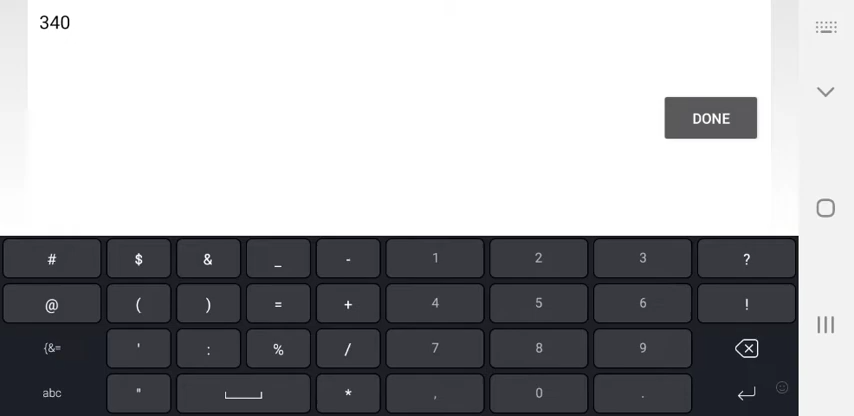 340
DONE
# $ & _ - 1 2 3 ?
@ ( ) = + 4 5 6 !
{&= ' : % / 7 8 9
abc " * , 0 .